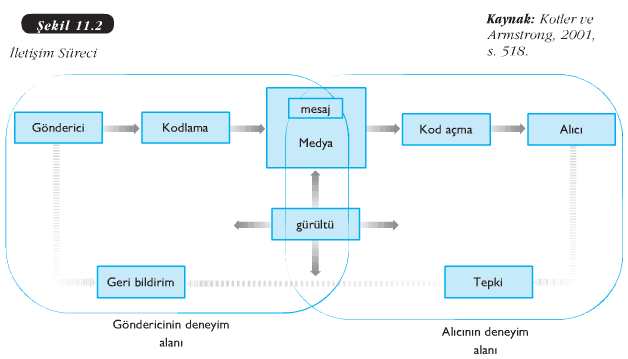 Şekil 11.2
İletişim Süreci
Kaynak: Kotler ve
Armstrong, 2001,
s. 518.
mesaj
Gönderici
Kodlama
Medya
Kod açma
Alıcı
gürültü
Geri bildirim
Tepki
Göndericinin deneyim
alanı
Alıcının deneyim
alanı